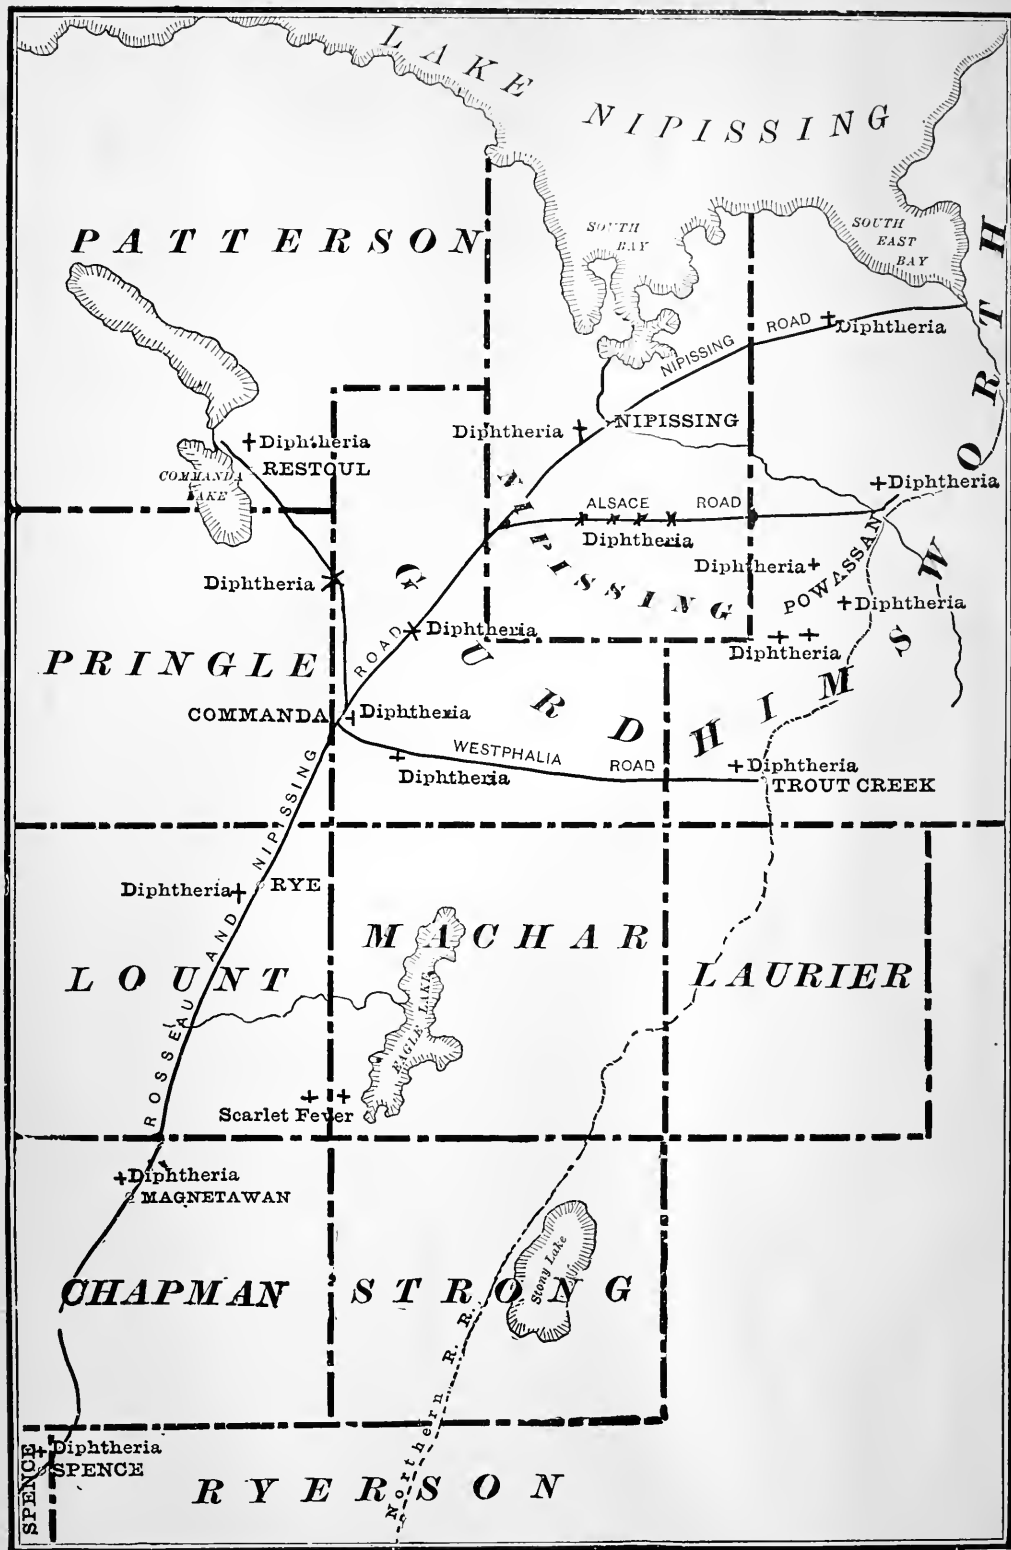 LAKE NIPISSING
PATTERSON
SOUTH
BAY
SOUTH
EAST
BAY
NORTH HIMSWORTH
NIPISSING ROAD
Diphtheria
NIPISSING
Diphtheria
Diphtheria
RESTOUL
COMMANDA
LAKE
Diphtheria
ALSACE ROAD
Diphtheria
NIPISSING
Diphtheria
POWASSAN
Diphtheria
Diphtheria
Diphtheria
Diphtheria
GURD
PRINGLE
COMMANDA
Diphtheria
WESTPHALIA ROAD
Diphtheria
Diphtheria
TROUT CREEK
ROSSEAU AND NIPISSING ROAD
Diphtheria
RYE
MACHAR
LOUNT
LAURIER
EAGLE LAKE
Scarlet Fever
Diphtheria
MAGNETAWAN
CHAPMAN
STRONG
Stony Lake
Northern R. R.
Diphtheria
SPENCE
SPENCE
RYERSON